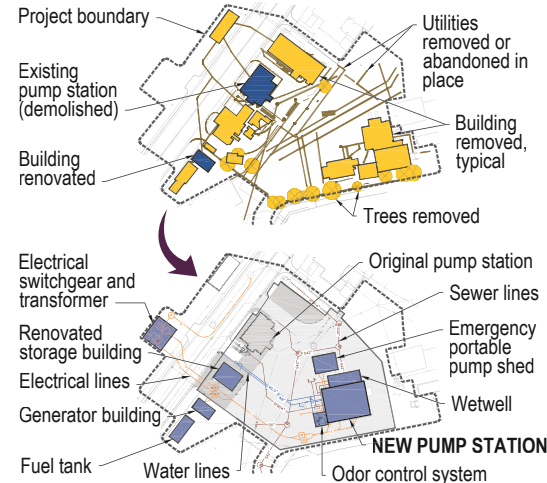 Project boundary
Utilities
removed or
abandoned in
place
Existing
pump station
(demolished)
Building
removed,
typical
Building
renovated
Trees removed
Electrical
switchgear and
transformer
Original pump station
Sewer lines
Renovated
storage building
Emergency
portable
pump shed
Electrical lines
Wetwell
Generator building
NEW PUMP STATION
Fuel tank
Water lines
Odor control system